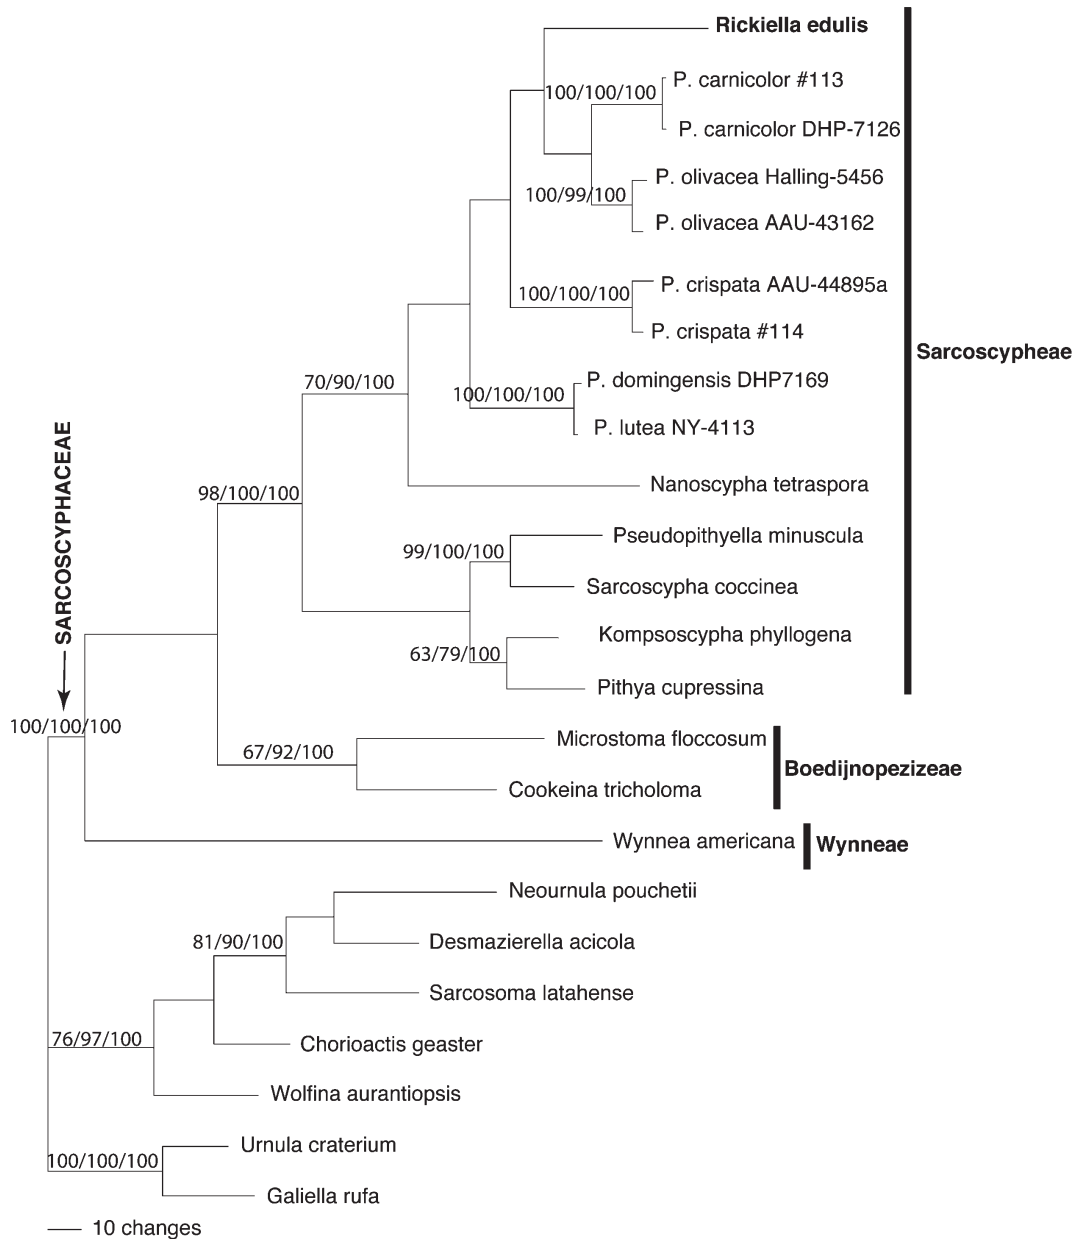 Rickiella edulis
100/100/100
P. carnicolor #113
P. carnicolor DHP-7126
100/99/100
P. olivacea Halling-5456
P. olivacea AAU-43162
100/100/100
P. crispata AAU-44895a
P. crispata #114
Sarcoscypheae
70/90/100
100/100/100
P. domingensis DHP7169
P. lutea NY-4113
98/100/100
Nanoscypha tetraspora
99/100/100
Pseudopithyella minuscula
Sarcoscypha coccinea
SARCOSCYPHACEAE
63/79/100
Kompsoscypha phyllogena
Pithya cupressina
100/100/100
67/92/100
Microstoma floccosum
Boedijnopezizeae
Cookeina tricholoma
Wynnea americana
Wynneae
Neournula pouchetii
81/90/100
Desmazierella acicola
Sarcosoma latahense
76/97/100
Chorioactis geaster
Wolfina aurantiopsis
100/100/100
Urnula craterium
Galiella rufa
10 changes